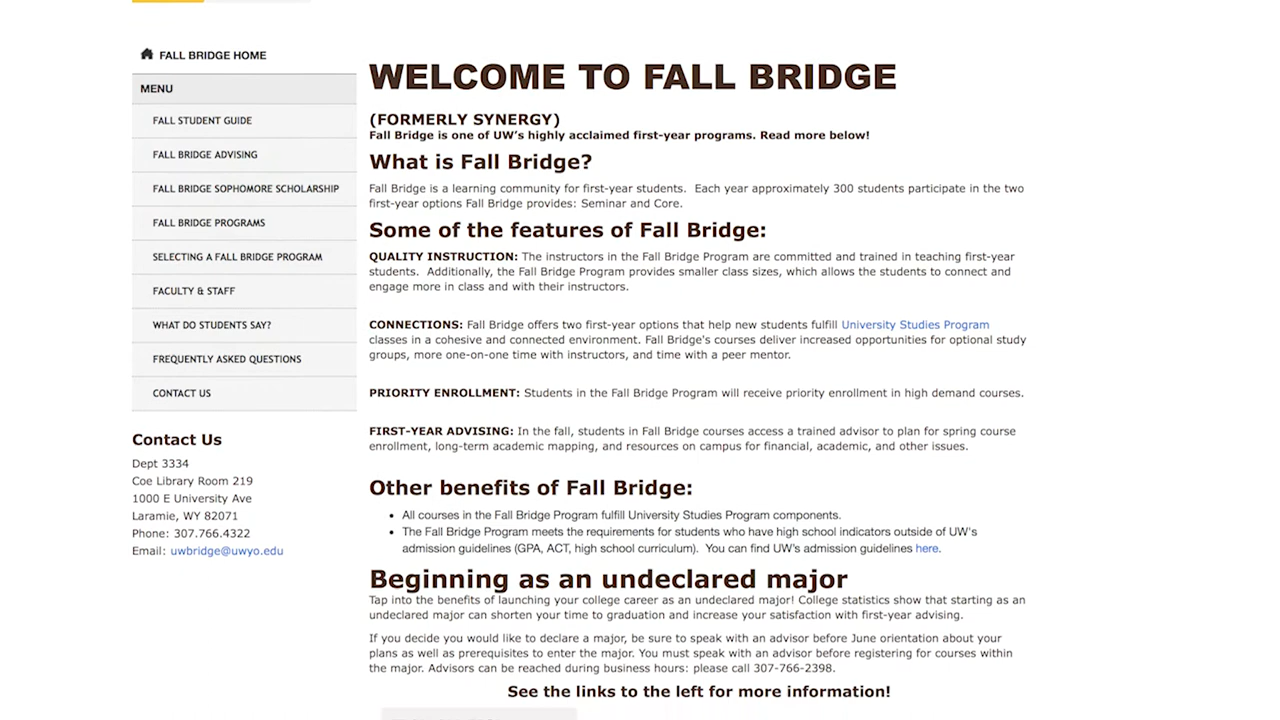 FALL BRIDGE HOME
MENU
FALL STUDENT GUIDE
FALL BRIDGE ADVISING
FALL BRIDGE SOPHOMORE SCHOLARSHIP
FALL BRIDGE PROGRAMS
SELECTING A FALL BRIDGE PROGRAM
FACULTY & STAFF
WHAT DO STUDENTS SAY?
FREQUENTLY ASKED QUESTIONS
CONTACT US
Contact Us
Dept 3334
Coe Library Room 219
1000 E University Ave
Laramie, WY 82071
Phone: 307.766.4322
Email: uwbridge@uwyo.edu
WELCOME TO FALL BRIDGE
(FORMERLY SYNERGY)
Fall Bridge is one of UW's highly acclaimed first-year programs. Read more below!
What is Fall Bridge?
Fall Bridge is a learning community for first-year students. Each year approximately 300 students participate in the two
first-year options Fall Bridge provides: Seminar and Core.
Some of the features of Fall Bridge:
QUALITY INSTRUCTION: The instructors in the Fall Bridge Program are committed and trained in teaching first-year
students. Additionally, the Fall Bridge Program provides smaller class sizes, which allows the students to connect and
engage more in class and with their instructors.
CONNECTIONS: Fall Bridge offers two first-year options that help new students fulfill University Studies Program
classes in a cohesive and connected environment. Fall Bridge's courses deliver increased opportunities for optional study
groups, more one-on-one time with instructors, and time with a peer mentor.
PRIORITY ENROLLMENT: Students in the Fall Bridge Program will receive priority enrollment in high demand courses.
FIRST-YEAR ADVISING: In the fall, students in Fall Bridge courses access a trained advisor to plan for spring course
enrollment, long-term academic mapping, and resources on campus for financial, academic, and other issues.
Other benefits of Fall Bridge:
• All courses in the Fall Bridge Program fulfill University Studies Program components.
• The Fall Bridge Program meets the requirements for students who have high school indicators outside of UW's
admission guidelines (GPA, ACT, high school curriculum). You can find UW's admission guidelines here.
Beginning as an undeclared major
Tap into the benefits of launching your college career as an undeclared major! College statistics show that starting as an
undeclared major can shorten your time to graduation and increase your satisfaction with first-year advising.
If you decide you would like to declare a major, be sure to speak with an advisor before June orientation about your
plans as well as prerequisites to enter the major. You must speak with an advisor before registering for courses within
the major. Advisors can be reached during business hours: please call 307-766-2398.
See the links to the left for more information!